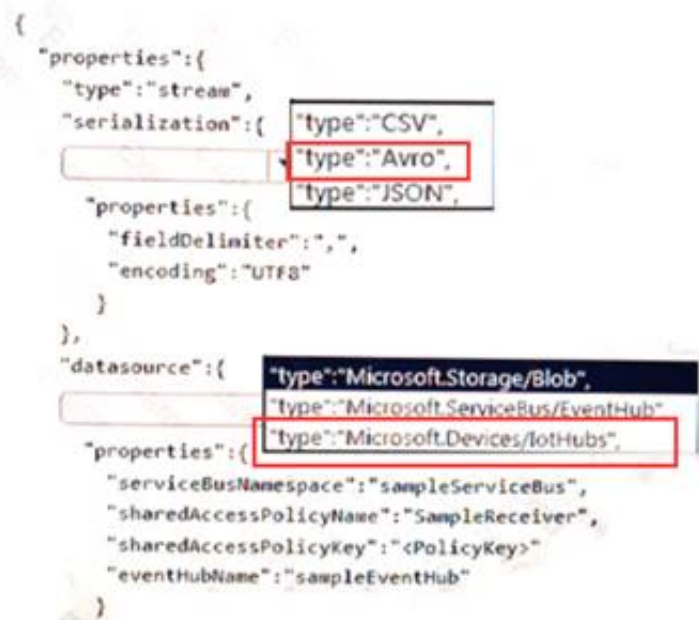 {
"properties":{
"type":"stream",
"serialization":{
"type":"CSV",
"type":"Avro",
"type":"JSON",
"properties":{
"fieldDelimiter":",",
"encoding":"UTF8"
}
},
"datasource":{
"type":"Microsoft.Storage/Blob",
"type":"Microsoft.ServiceBus/EventHub"
"type":"Microsoft.Devices/IotHubs",
"properties":{
"serviceBusNamespace":"sampleServiceBus",
"sharedAccessPolicyName":"SampleReceiver",
"sharedAccessPolicyKey":"<PolicyKey>"
"eventHubName":"sampleEventHub"
}